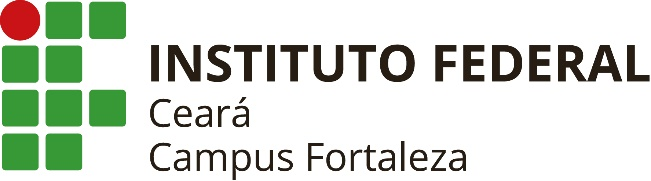 INSTITUTO FEDERAL
Ceará
Campus Fortaleza